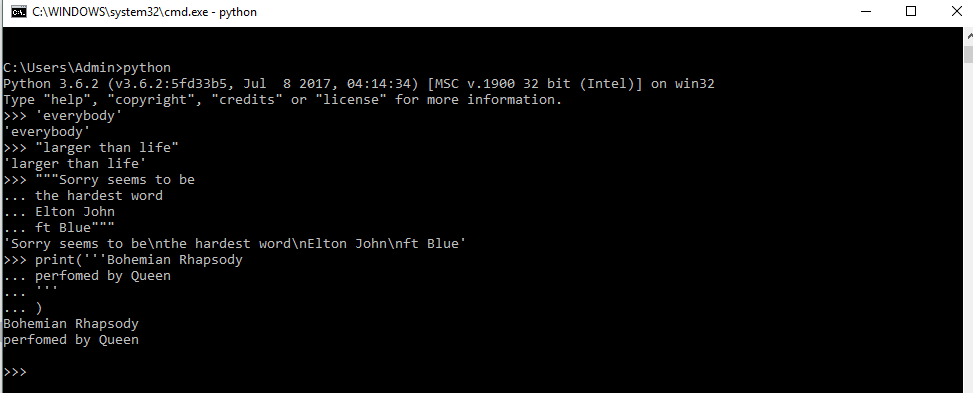 C:\WINDOWS\system32\cmd.exe - python
C:\Users\Admin>python
Python 3.6.2 (v3.6.2:5fd33b5, Jul  8 2017, 04:14:34) [MSC v.1900 32 bit (Intel)] on win32
Type "help", "copyright", "credits" or "license" for more information.
>>> 'everybody'
'everybody'
>>> "larger than life"
'larger than life'
>>> """Sorry seems to be
... the hardest word
... Elton John
... ft Blue"""
'Sorry seems to be\nthe hardest word\nElton John\nft Blue'
>>> print('''Bohemian Rhapsody
... perfomed by Queen
... '''
... )
Bohemian Rhapsody
perfomed by Queen

>>>